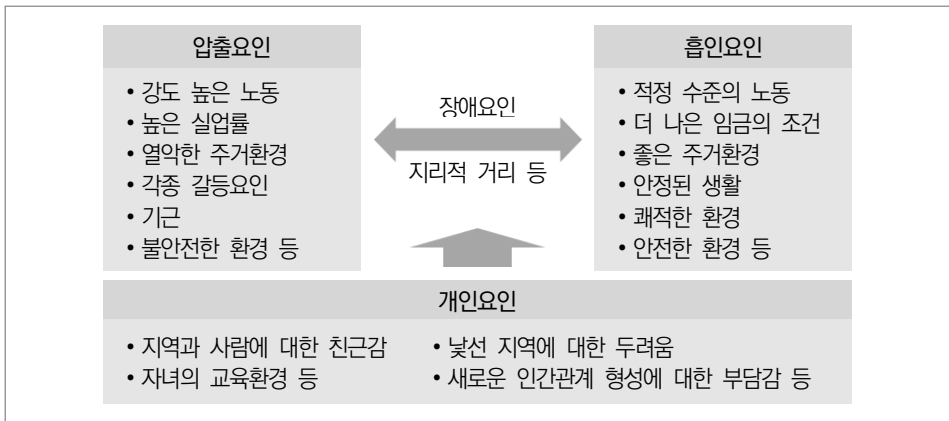 압출요인
• 강도 높은 노동
• 높은 실업률
• 열악한 주거환경
• 각종 갈등요인
• 기근
• 불안전한 환경 등
장애요인
지리적 거리 등
흡인요인
• 적정 수준의 노동
• 더 나은 임금의 조건
• 좋은 주거환경
• 안정된 생활
• 쾌적한 환경
• 안전한 환경 등
개인요인
• 지역과 사람에 대한 친근감
• 자녀의 교육환경 등
• 낯선 지역에 대한 두려움
• 새로운 인간관계 형성에 대한 부담감 등